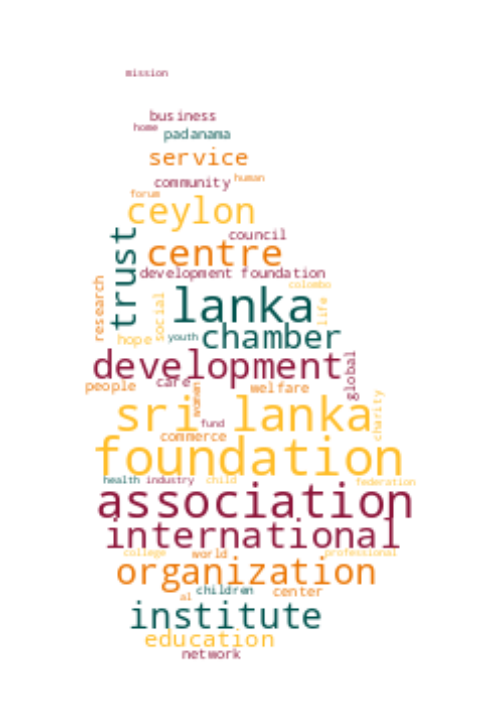 mission
business
home
padanama
service
community human
forum
ceylon
council
trust
centre
development foundation
research
social
lanka
colombo
life
hope
youth
chamber
development
global
people
care
women
welfare
sri lanka
charity
fund
commerce
foundation
health industry child federation
association
international
college world professional
organization
al
children center
institute
education
network